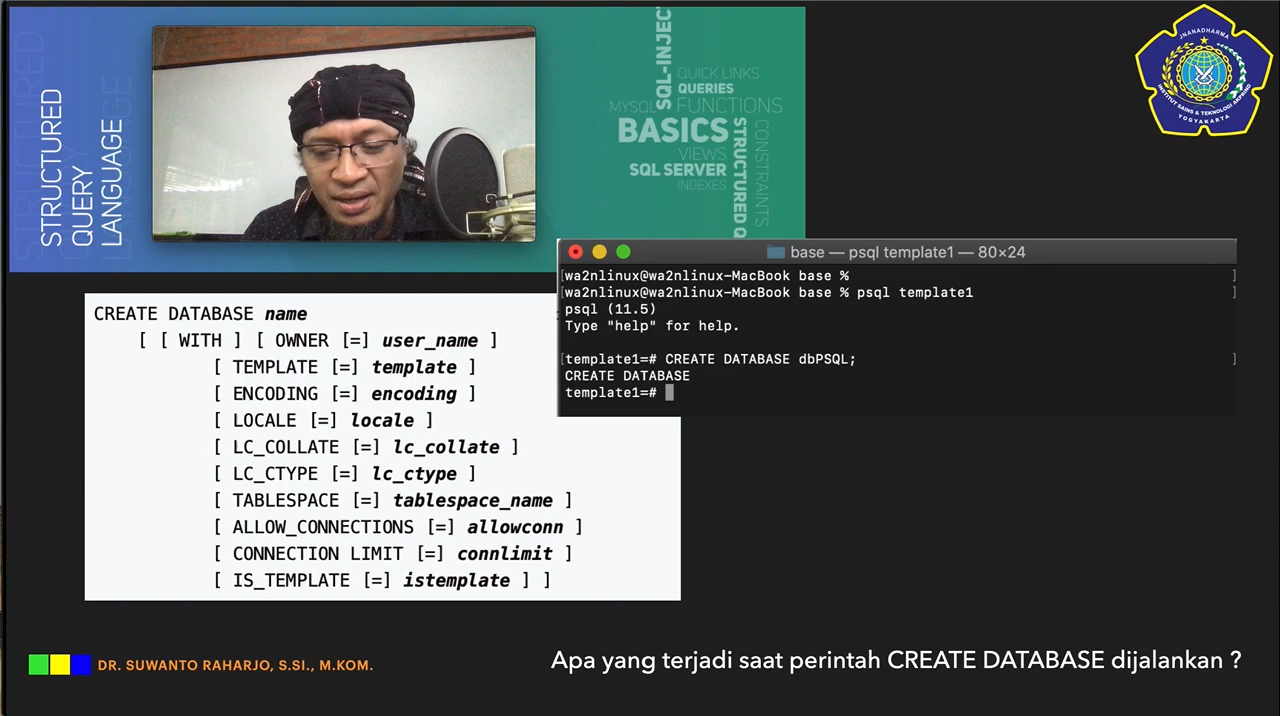 STRUCTURED
QUERY
LANGUAGE
SQL-INJEC
QUICK LINKS
QUERIES
MYSQL
FUNCTIONS
BASICS
VIEWS
SQL SERVER
INDEXES
STRUCTURED Q
CONSTRAINTS
JNANADHARMA
INSTITUT SAINS & TEKNOLOGI AKPRIND
YOGYAKARTA
base — psql template1 — 80×24
[wa2nlinux@wa2nlinux-MacBook base % ]
[wa2nlinux@wa2nlinux-MacBook base % psql template1 ]
psql (11.5)
Type "help" for help.
[template1=# CREATE DATABASE dbPSQL; ]
CREATE DATABASE
template1=#
CREATE DATABASE name
[ [ WITH ] [ OWNER [=] user_name ]
[ TEMPLATE [=] template ]
[ ENCODING [=] encoding ]
[ LOCALE [=] locale ]
[ LC_COLLATE [=] lc_collate ]
[ LC_CTYPE [=] lc_ctype ]
[ TABLESPACE [=] tablespace_name ]
[ ALLOW_CONNECTIONS [=] allowconn ]
[ CONNECTION LIMIT [=] connlimit ]
[ IS_TEMPLATE [=] istemplate ] ]
DR. SUWANTO RAHARJO, S.SI., M.KOM.
Apa yang terjadi saat perintah CREATE DATABASE dijalankan ?